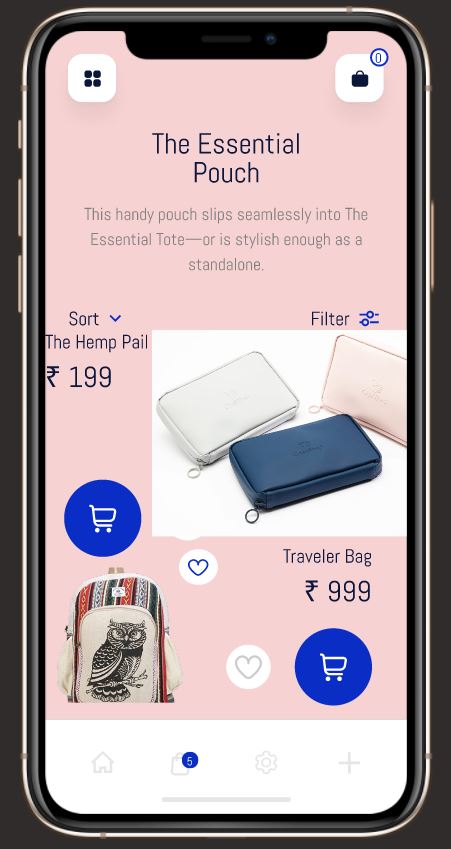 0
The Essential
Pouch
This handy pouch slips seamlessly into The
Essential Tote—or is stylish enough as a
standalone.
Sort
Filter
The Hemp Pail
₹ 199
Traveler Bag
₹ 999
5